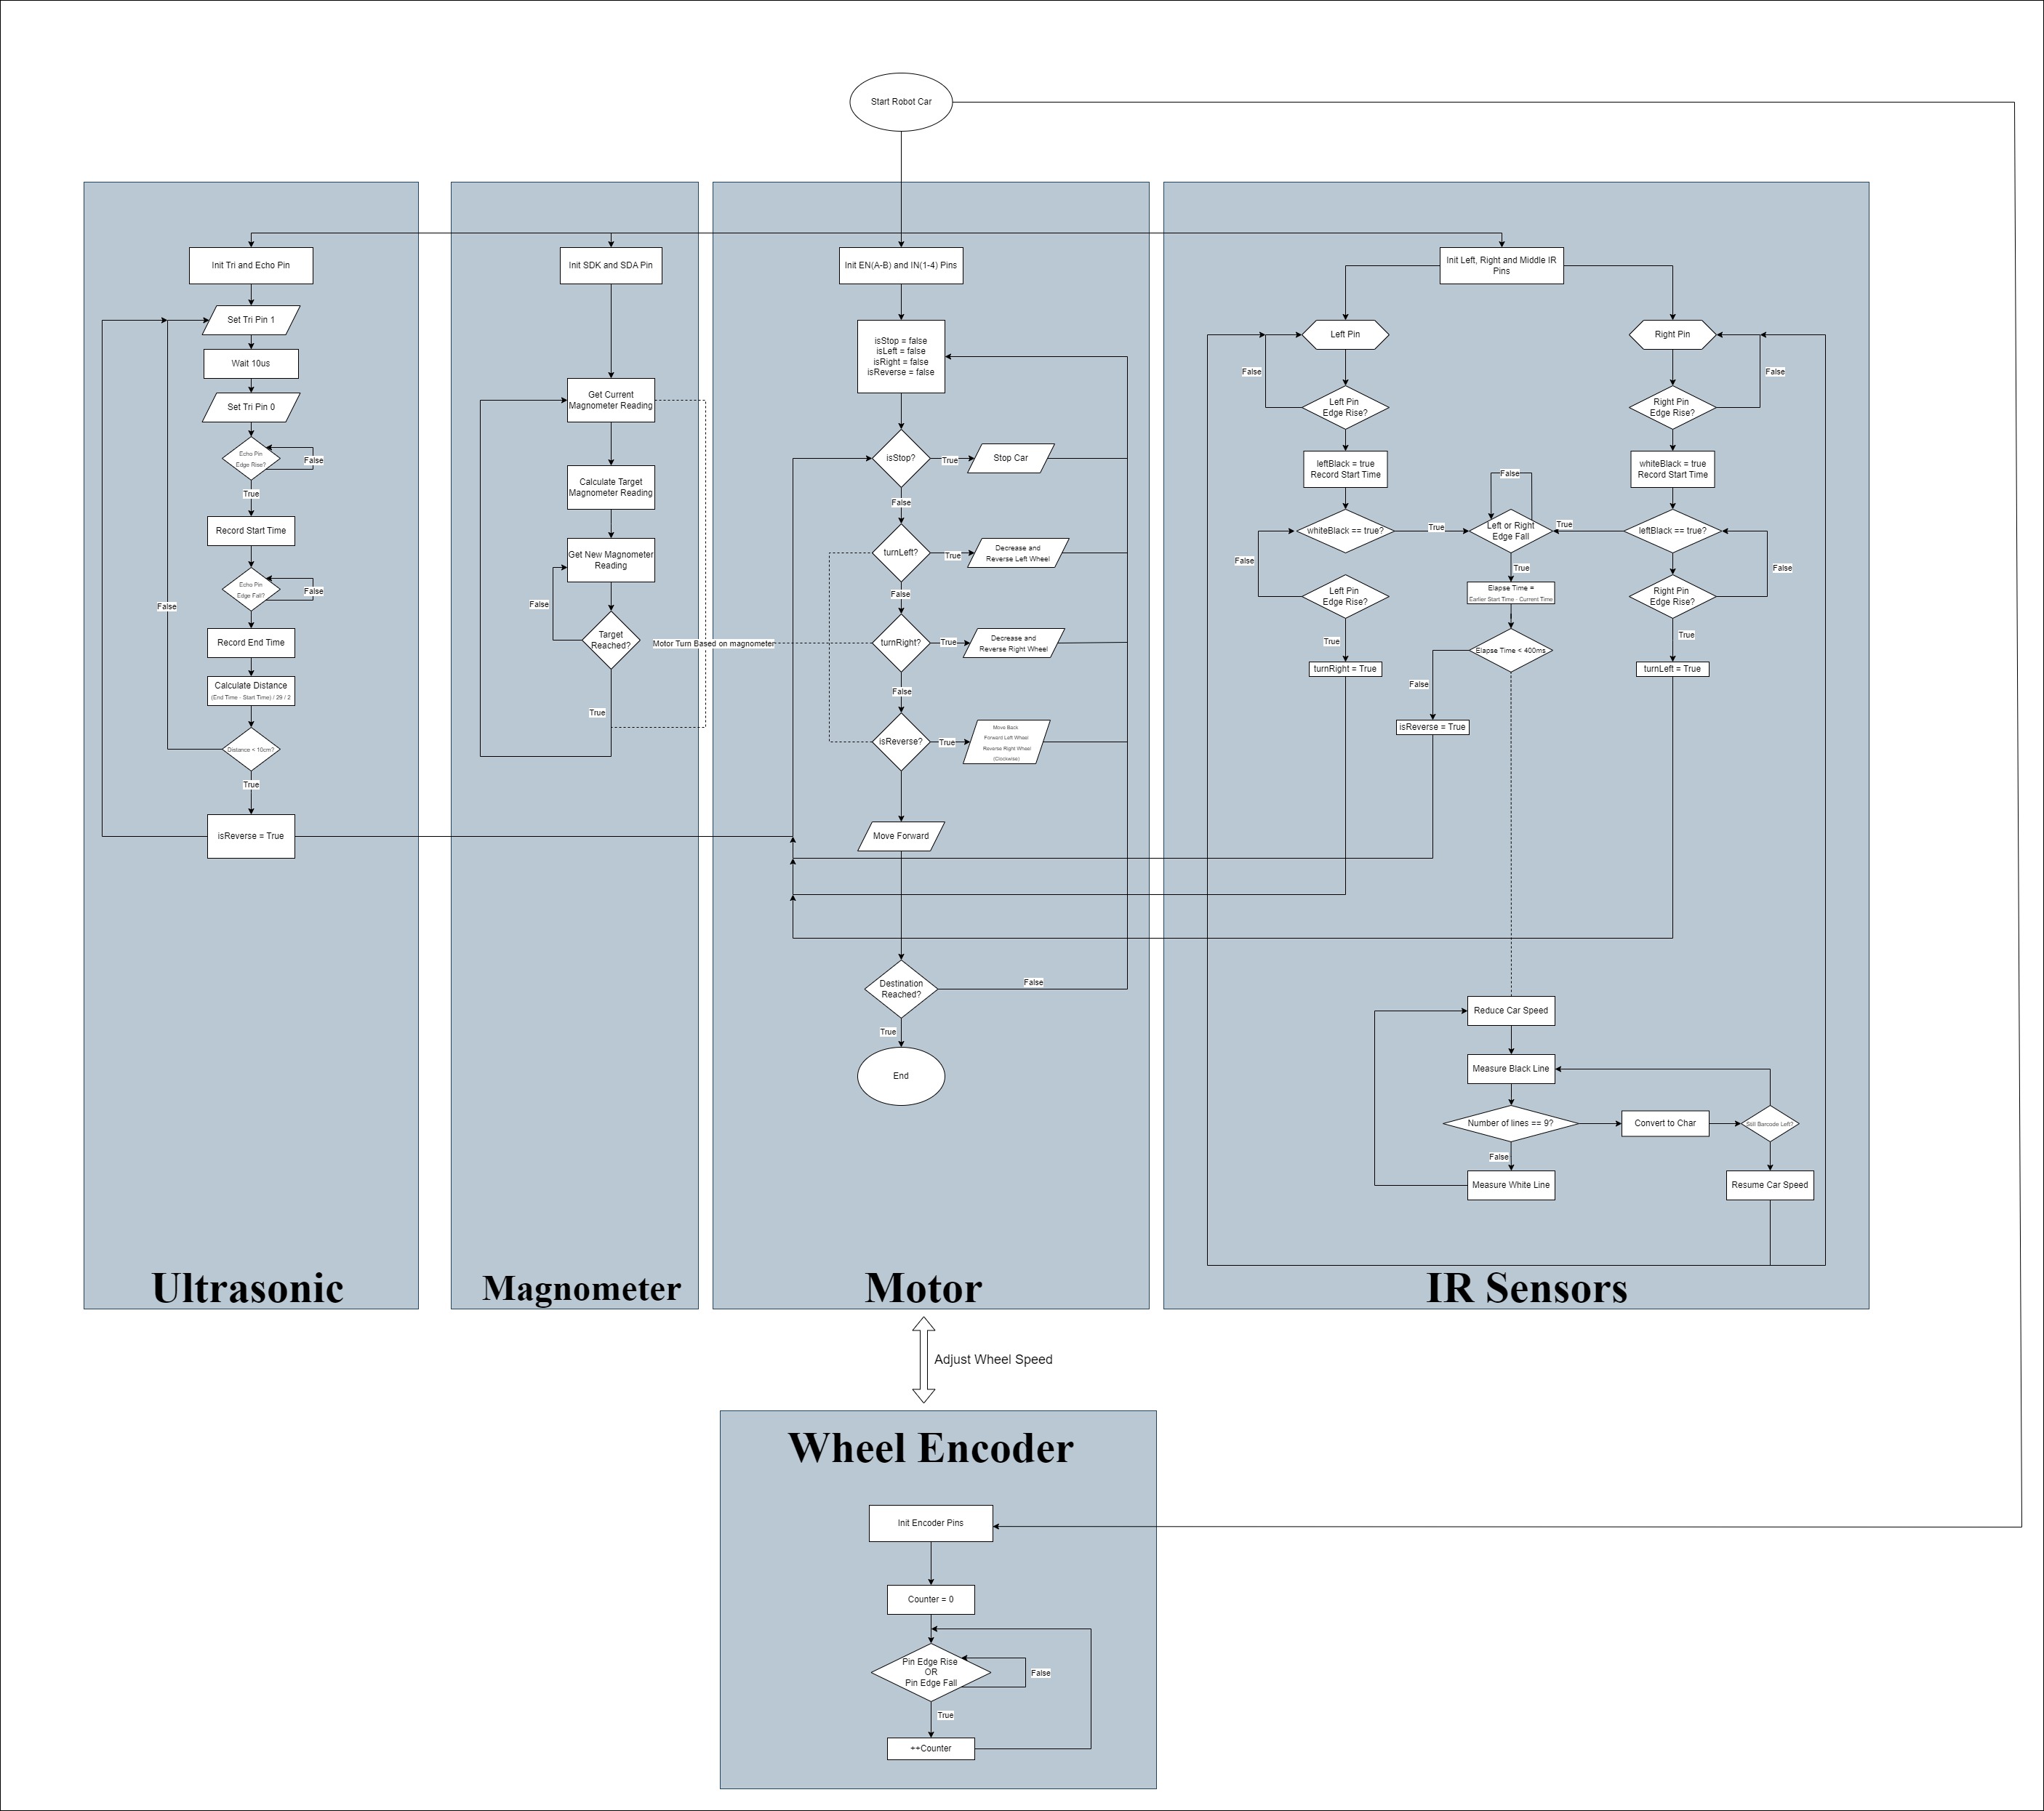 Start Robot Car
Init Tri and Echo Pin
Set Tri Pin 1
Wait 10us
Set Tri Pin 0
Echo Pin
Edge Rise?
False
True
Record Start Time
Echo Pin
Edge Fall?
False
False
Record End Time
Calculate Distance
(End Time - Start Time) / 29 / 2
Distance < 10cm?
True
isReverse = True
Ultrasonic
Init SDK and SDA Pin
Get Current
Magnometer Reading
Calculate Target
Magnometer Reading
Get New Magnometer
Reading
False
Target
Reached?
Motor Turn Based on magnometer
True
Magnometer
Init EN(A-B) and IN(1-4) Pins
isStop = false
isLeft = false
isRight = false
isReverse = false
isStop?
True
Stop Car
False
turnLeft?
True
Decrease and
Reverse Left Wheel
False
turnRight?
True
Decrease and
Reverse Right Wheel
False
isReverse?
True
Move Back
Forward Left Wheel
Reverse Right Wheel
(Clockwise)
Move Forward
Destination
Reached?
False
True
End
Motor
Init Left, Right and Middle IR
Pins
Left Pin
False
Left Pin
Edge Rise?
leftBlack = true
Record Start Time
whiteBlack == true?
True
False
Left Pin
Edge Rise?
True
turnRight = True
False
Left or Right
Edge Fall
True
True
Elapse Time =
Earlier Start Time - Current Time
Elapse Time < 400ms
False
isReverse = True
Right Pin
False
Right Pin
Edge Rise?
whiteBlack = true
Record Start Time
leftBlack == true?
False
Right Pin
Edge Rise?
True
turnLeft = True
Reduce Car Speed
Measure Black Line
Number of lines == 9?
Convert to Char
Still Barcode Left?
False
Measure White Line
Resume Car Speed
IR Sensors
Adjust Wheel Speed
Wheel Encoder
Init Encoder Pins
Counter = 0
Pin Edge Rise
OR
Pin Edge Fall
False
True
++Counter